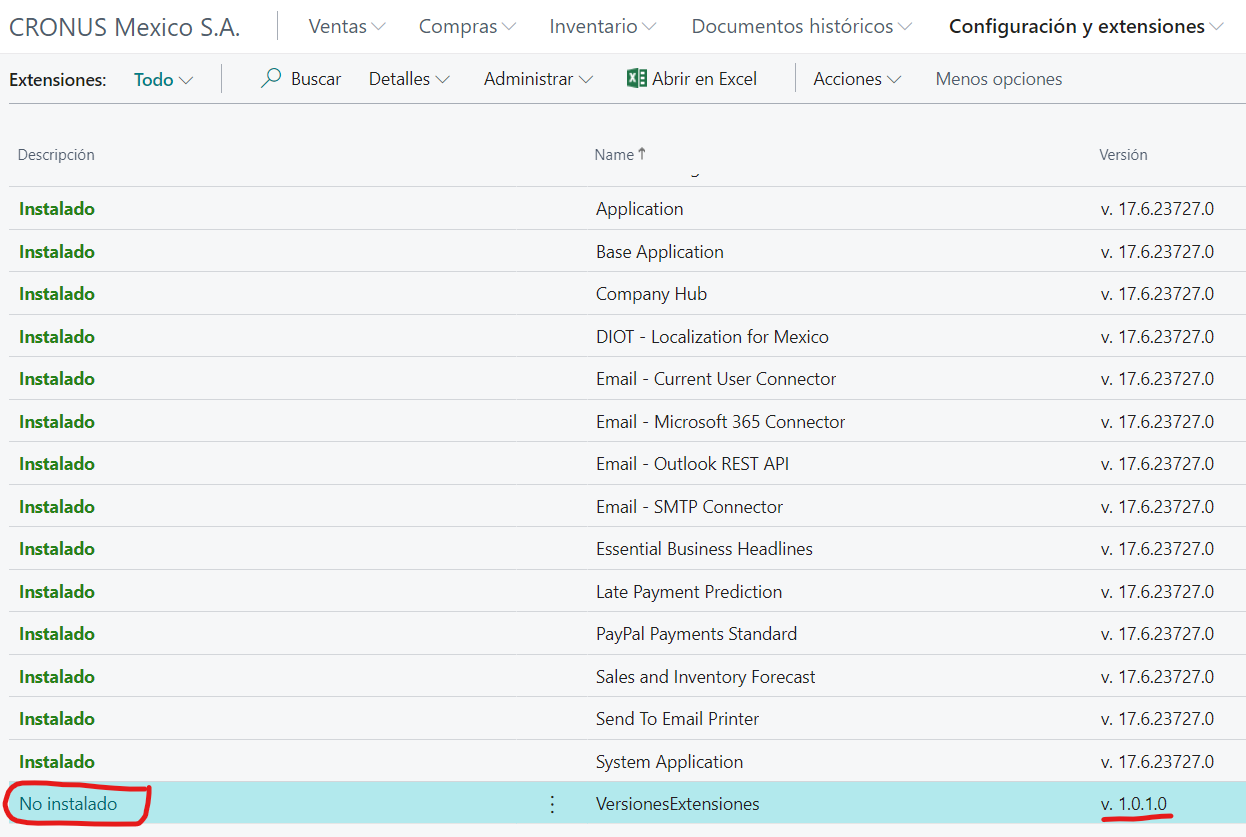 CRONUS Mexico S.A. Ventas Compras Inventario Documentos históricos Configuración y extensiones
Extensiones: Todo Buscar Detalles Administrar Abrir en Excel Acciones Menos opciones
Descripción Name ↑ Versión
Instalado Application v. 17.6.23727.0
Instalado Base Application v. 17.6.23727.0
Instalado Company Hub v. 17.6.23727.0
Instalado DIOT - Localization for Mexico v. 17.6.23727.0
Instalado Email - Current User Connector v. 17.6.23727.0
Instalado Email - Microsoft 365 Connector v. 17.6.23727.0
Instalado Email - Outlook REST API v. 17.6.23727.0
Instalado Email - SMTP Connector v. 17.6.23727.0
Instalado Essential Business Headlines v. 17.6.23727.0
Instalado Late Payment Prediction v. 17.6.23727.0
Instalado PayPal Payments Standard v. 17.6.23727.0
Instalado Sales and Inventory Forecast v. 17.6.23727.0
Instalado Send To Email Printer v. 17.6.23727.0
Instalado System Application v. 17.6.23727.0
No instalado VersionesExtensiones v. 1.0.1.0